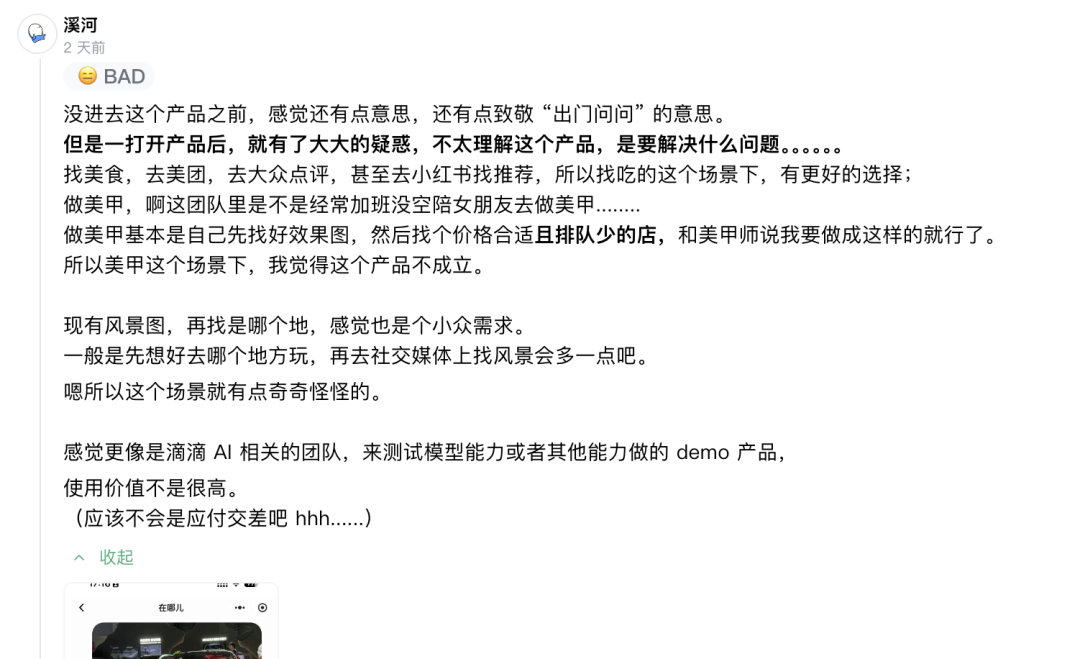 溪河
2 天前
😑 BAD
没进去这个产品之前，感觉还有点意思，还有点致敬“出门问问”的意思。
但是一打开产品后，就有了大大的疑惑，不太理解这个产品，是要解决什么问题。。。。。。
找美食，去美团，去大众点评，甚至去小红书找推荐，所以找吃的这个场景下，有更好的选择；
做美甲，啊这团队里是不是经常加班没空陪女朋友去做美甲........
做美甲基本是自己先找好效果图，然后找个价格合适且排队少的店，和美甲师说我要做成这样的就行了。
所以美甲这个场景下，我觉得这个产品不成立。
现有风景图，再找是哪个地，感觉也是个小众需求。
一般是先想好去哪个地方玩，再去社交媒体上找风景会多一点吧。
嗯所以这个场景就有点奇奇怪怪的。
感觉更像是滴滴 AI 相关的团队，来测试模型能力或者其他能力做的 demo 产品，
使用价值不是很高。
（应该不会是应付交差吧 hhh......）
收起
在哪儿